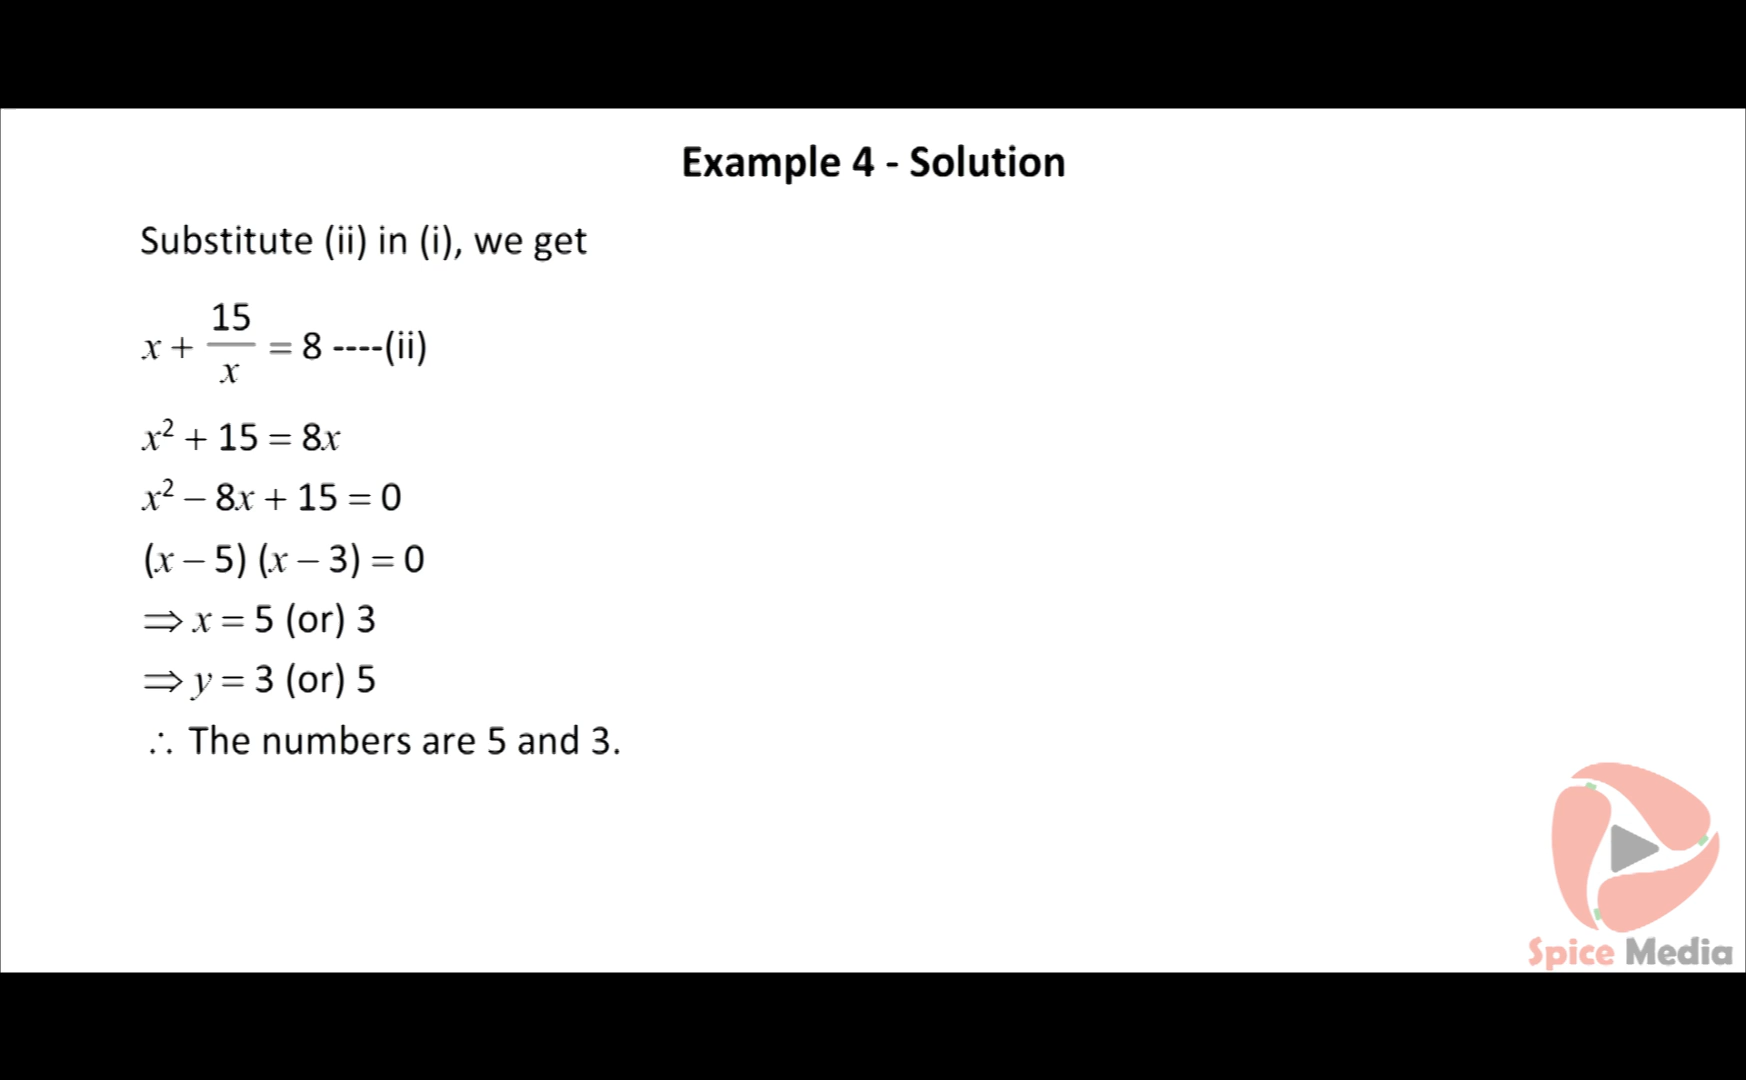 Example 4 - Solution
Substitute (ii) in (i), we get
x + 15/x = 8 ----(ii)
x² + 15 = 8x
x² – 8x + 15 = 0
(x – 5) (x – 3) = 0
⇒ x = 5 (or) 3
⇒ y = 3 (or) 5
∴ The numbers are 5 and 3.
Spice Media